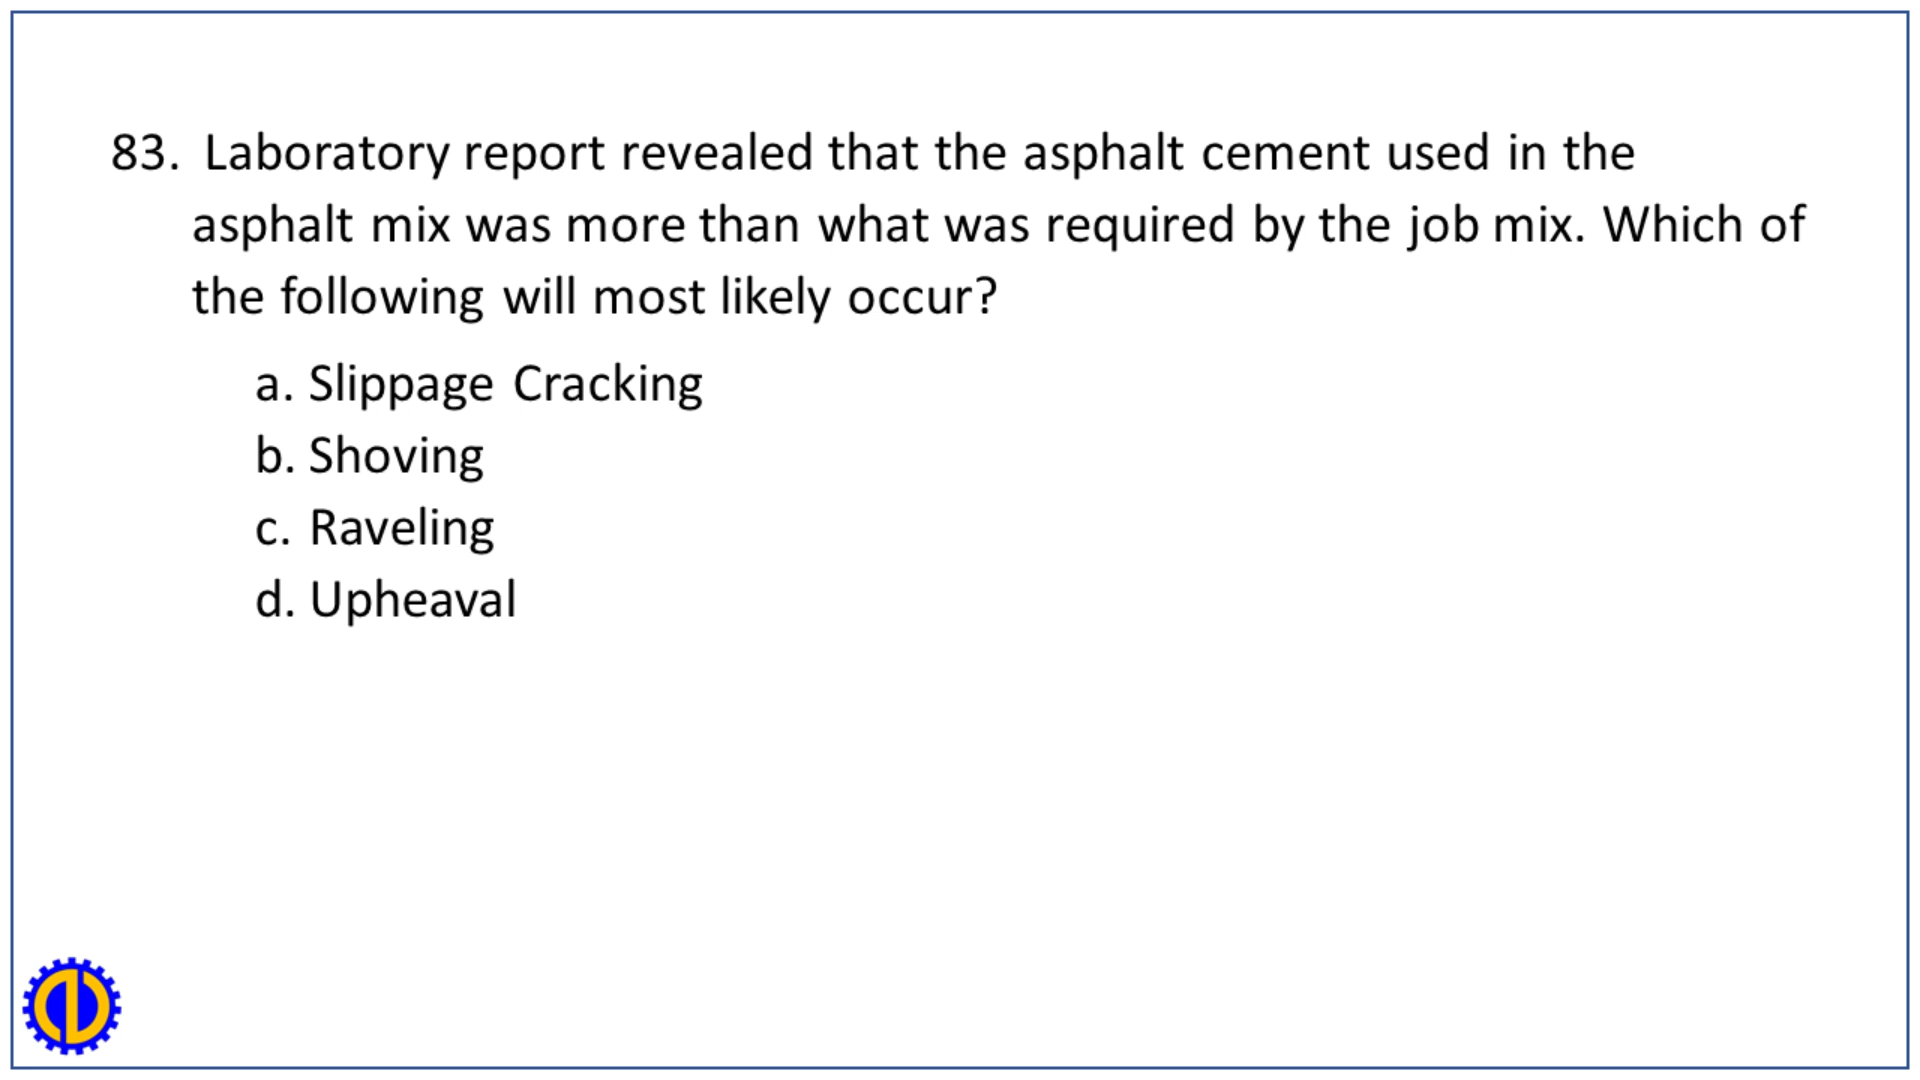 83. Laboratory report revealed that the asphalt cement used in the
asphalt mix was more than what was required by the job mix. Which of
the following will most likely occur?
a. Slippage Cracking
b. Shoving
c. Raveling
d. Upheaval